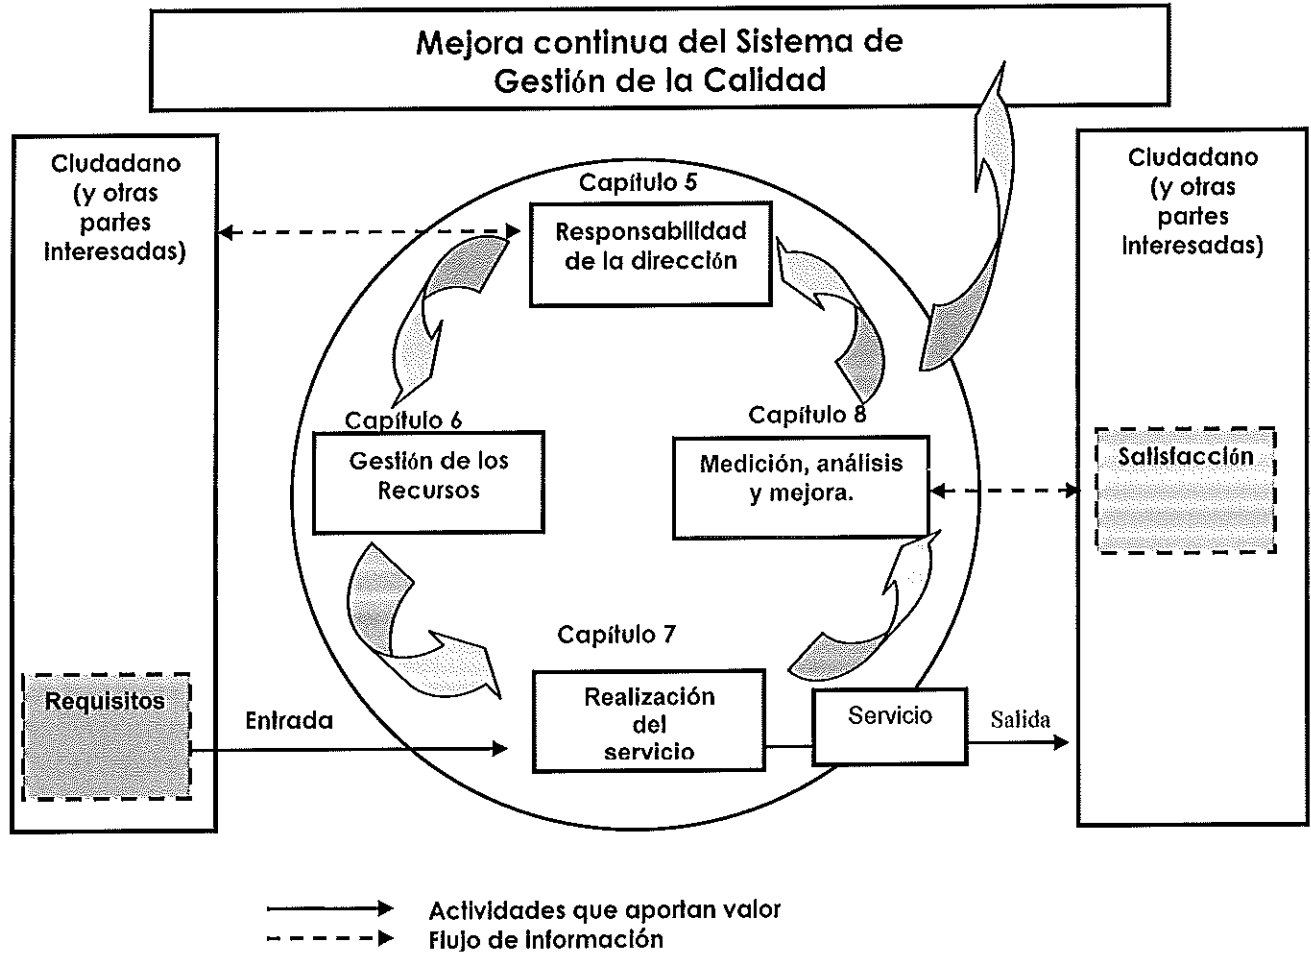 Mejora continua del Sistema de
Gestión de la Calidad
Ciudadano
(y otras
partes
interesadas)
Capítulo 5
Responsabilidad
de la dirección
Ciudadano
(y otras
partes
interesadas)
Capítulo 6
Gestión de los
Recursos
Capítulo 8
Medición, análisis
y mejora.
Satisfacción
Capítulo 7
Realización
del
servicio
Requisitos
Entrada
Servicio
Salida
Actividades que aportan valor
Flujo de información